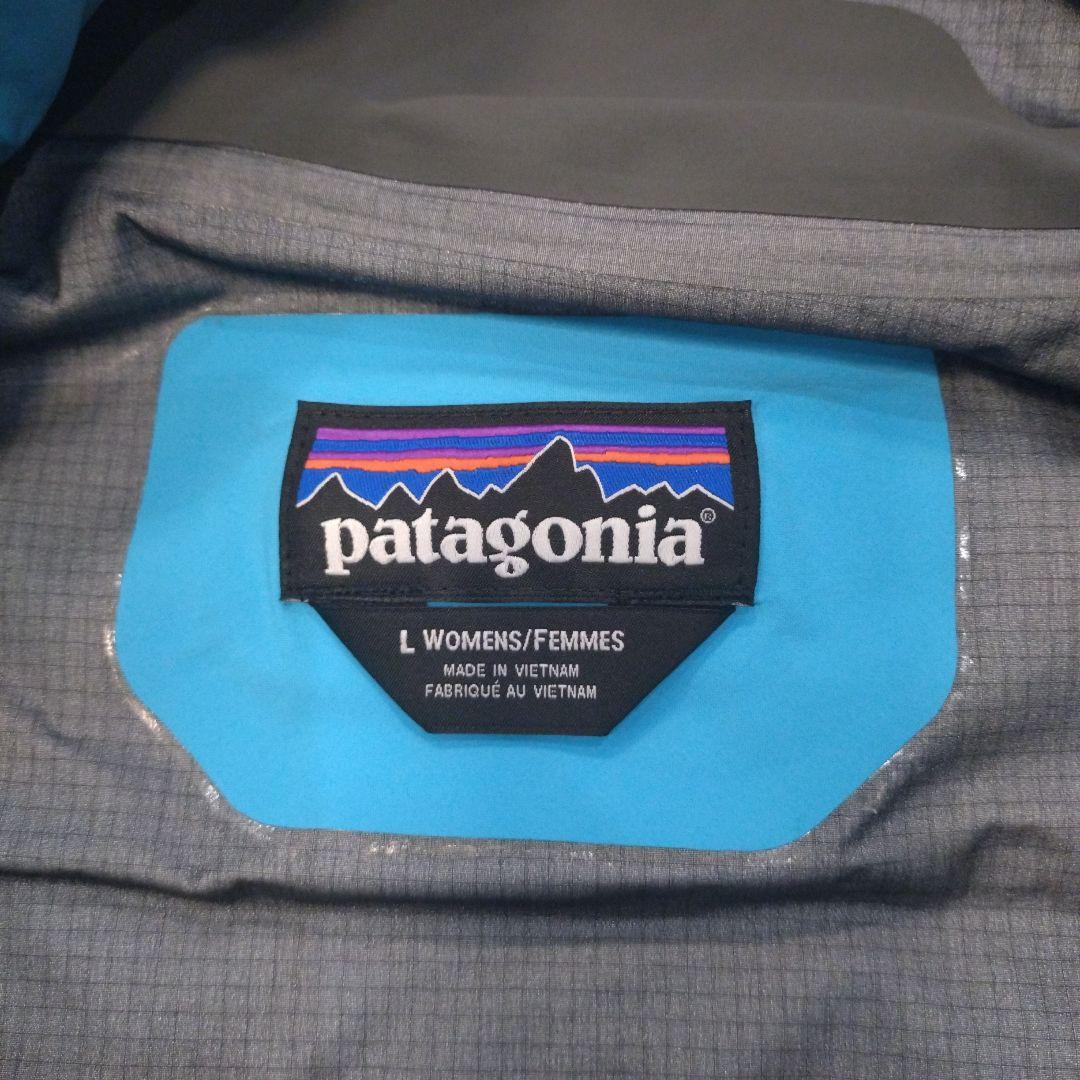 patagonia®
L WOMENS/FEMMES
MADE IN VIETNAM
FABRIQUÉ AU VIETNAM